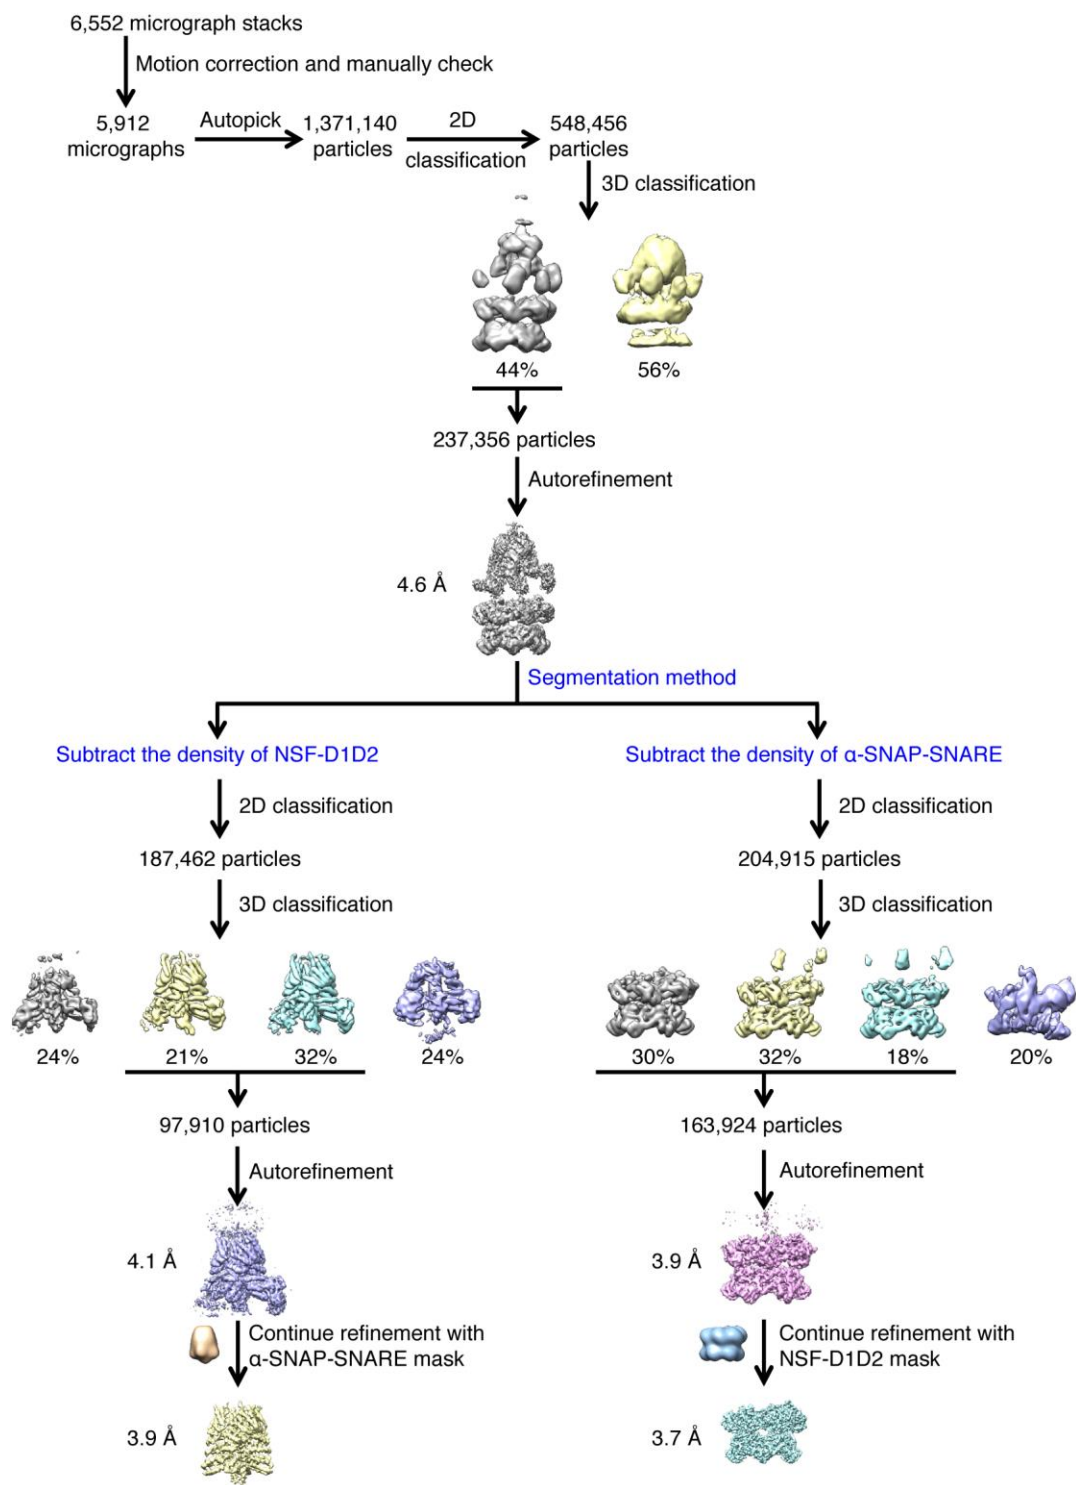 6,552 micrograph stacks
Motion correction and manually check
5,912
micrographs
Autopick
1,371,140
particles
2D
classification
548,456
particles
3D classification
44%
56%
237,356 particles
Autorefinement
4.6 Å
Segmentation method
Subtract the density of NSF-D1D2
Subtract the density of α-SNAP-SNARE
2D classification
2D classification
187,462 particles
204,915 particles
3D classification
3D classification
24%
21%
32%
24%
30%
32%
18%
20%
97,910 particles
163,924 particles
Autorefinement
Autorefinement
4.1 Å
3.9 Å
Continue refinement with
α-SNAP-SNARE mask
Continue refinement with
NSF-D1D2 mask
3.9 Å
3.7 Å